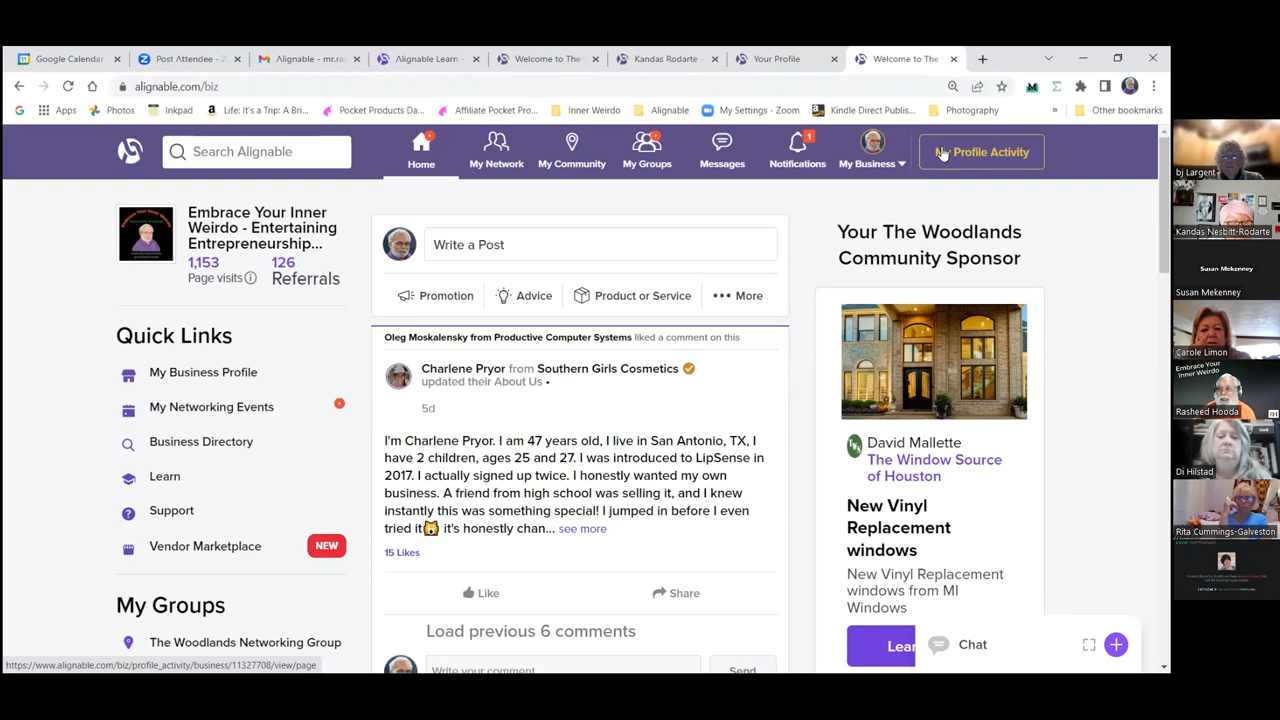 Google Calendar
Post Attendee - Z
Alignable - mr.ra
Alignable Learn -
Welcome to The
Kandas Rodarte -
Your Profile
Welcome to The
alignable.com/biz
Apps
Photos
Inkpad
Life: It's a Trip: A Bri...
Pocket Products Da...
Affiliate Pocket Pro...
Inner Weirdo
Alignable
My Settings - Zoom
Kindle Direct Publis...
Photography
»
Other bookmarks
Search Alignable
Home
My Network
My Community
My Groups
Messages
1
Notifications
My Business
Profile Activity
Embrace Your Inner
Weirdo - Entertaining
Entrepreneurship...
1,153
Page visits
126
Referrals
Quick Links
My Business Profile
My Networking Events
Business Directory
Learn
Support
Vendor Marketplace
NEW
My Groups
The Woodlands Networking Group
https://www.alignable.com/biz/profile_activity/business/11327708/view/page
Write a Post
Promotion
Advice
Product or Service
More
Oleg Moskalensky from Productive Computer Systems liked a comment on this
Charlene Pryor from Southern Girls Cosmetics
updated their About Us •
5d
I'm Charlene Pryor. I am 47 years old, I live in San Antonio, TX, I
have 2 children, ages 25 and 27. I was introduced to LipSense in
2017. I actually signed up twice. I honestly wanted my own
business. A friend from high school was selling it, and I knew
instantly this was something special! I jumped in before I even
tried it🙀 it's honestly chan... see more
15 Likes
Like
Share
Load previous 6 comments
Write your comment...
Send
Your The Woodlands
Community Sponsor
David Mallette
The Window Source
of Houston
New Vinyl
Replacement
windows
New Vinyl Replacement
windows from MI
Windows
Lear
Chat
bj Largent
Kandas Nesbitt-Rodarte
Susan Mekenney
Susan Mekenney
Carole Limon
Embrace Your
Inner Weirdo
Rasheed Hooda
Di Hilstad
Rita Cummings-Galveston